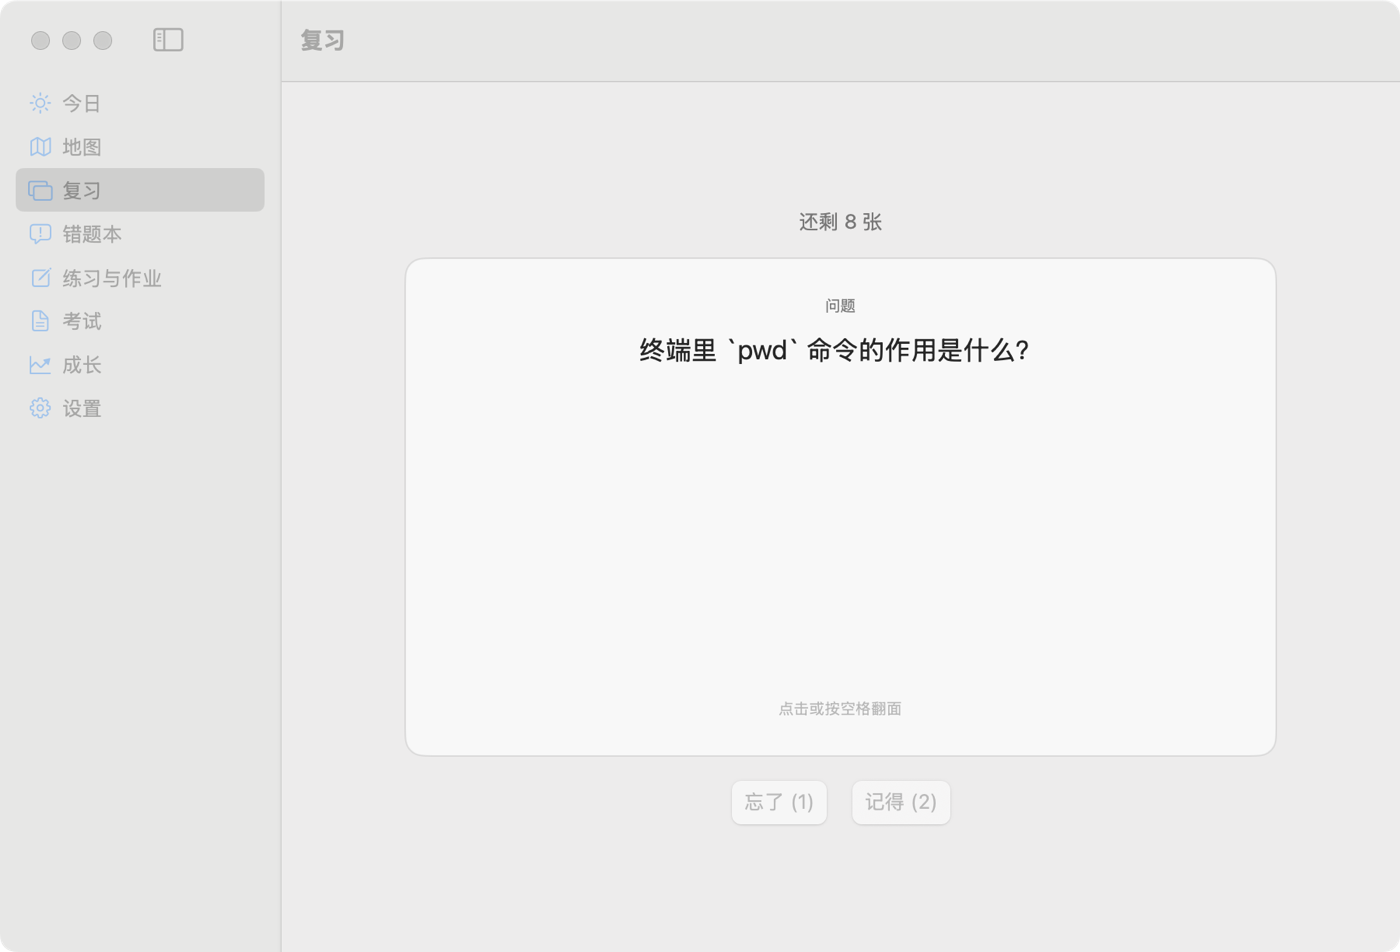 复习
今日
地图
复习
错题本
练习与作业
考试
成长
设置
还剩 8 张
问题
终端里 `pwd` 命令的作用是什么?
点击或按空格翻面
忘了 (1)
记得 (2)